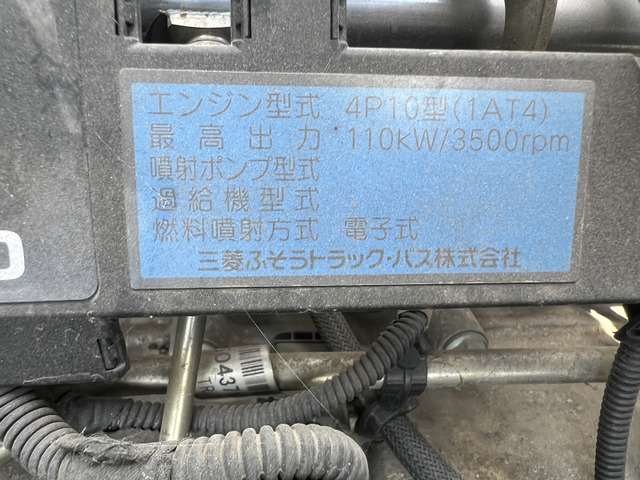 エンジン型式 4P10型(1AT4)
最高出力 110kW/3500rpm
噴射ポンプ型式
過給機型式
燃料噴射方式 電子式
三菱ふそうトラック・バス株式会社
0437
TR